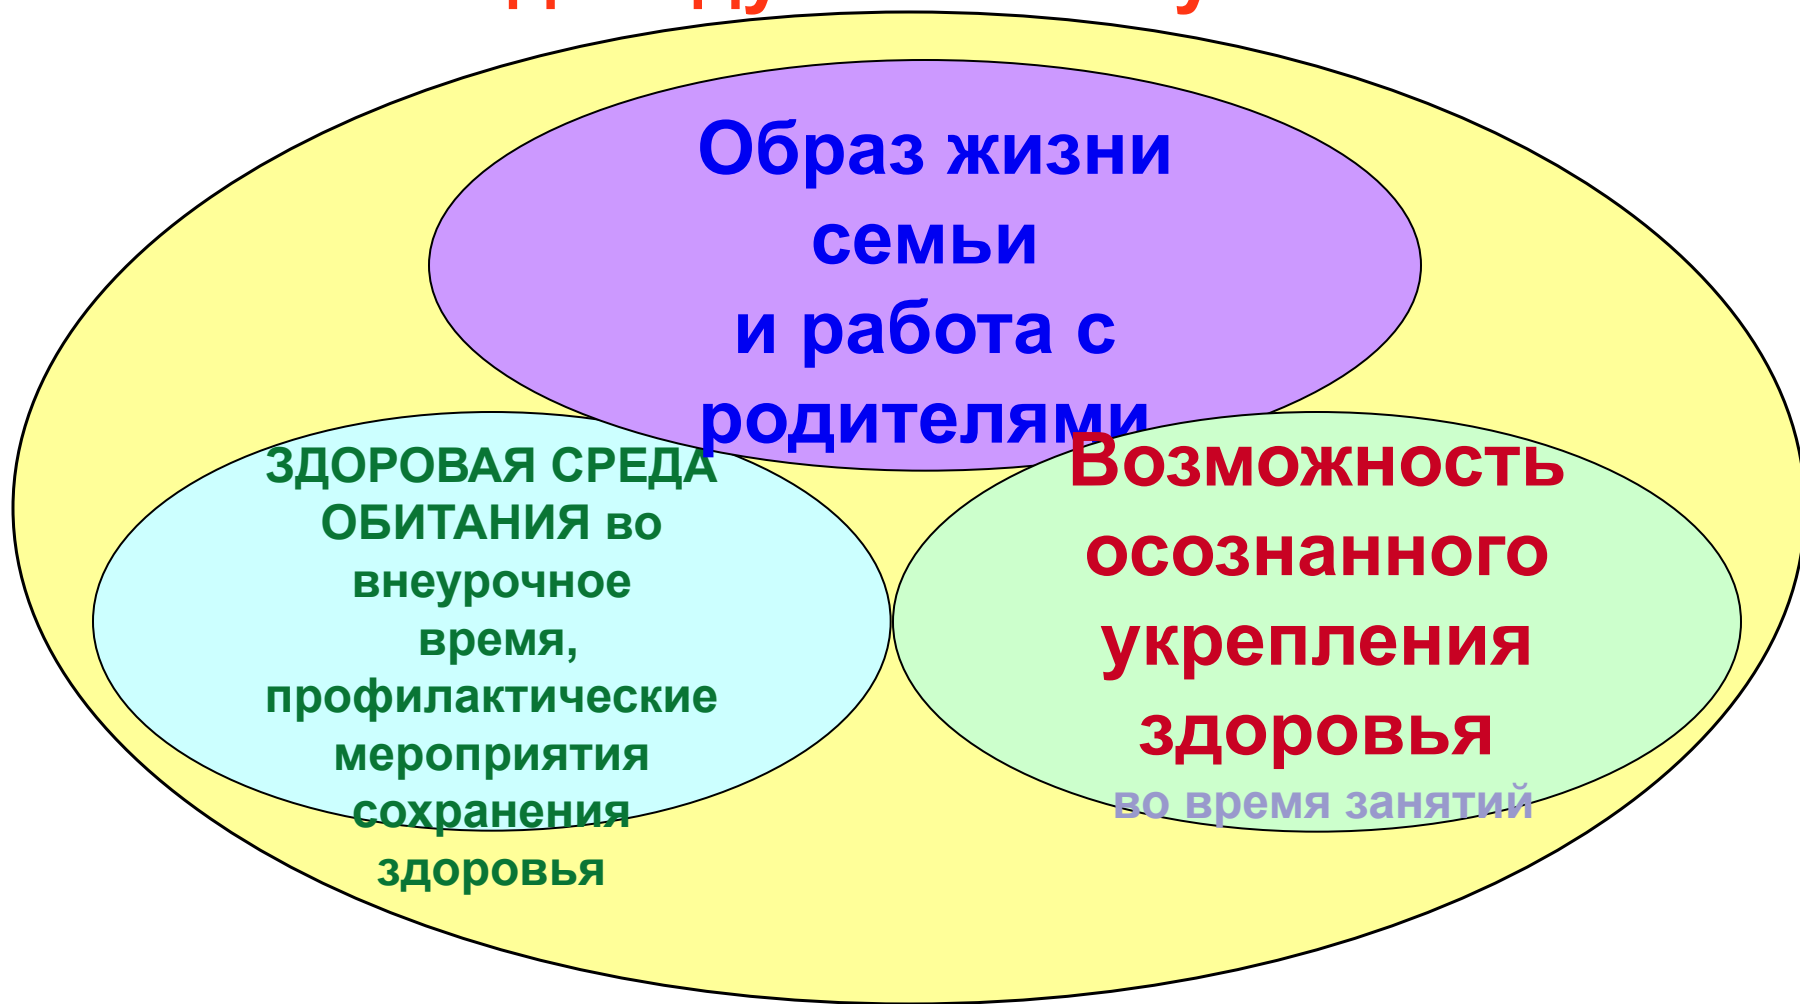 Образ жизни
семьи
и работа с
родителями
ЗДОРОВАЯ СРЕДА
ОБИТАНИЯ во
внеурочное
время,
профилактические
мероприятия
сохранения
здоровья
Возможность
осознанного
укрепления
здоровья
во время занятий